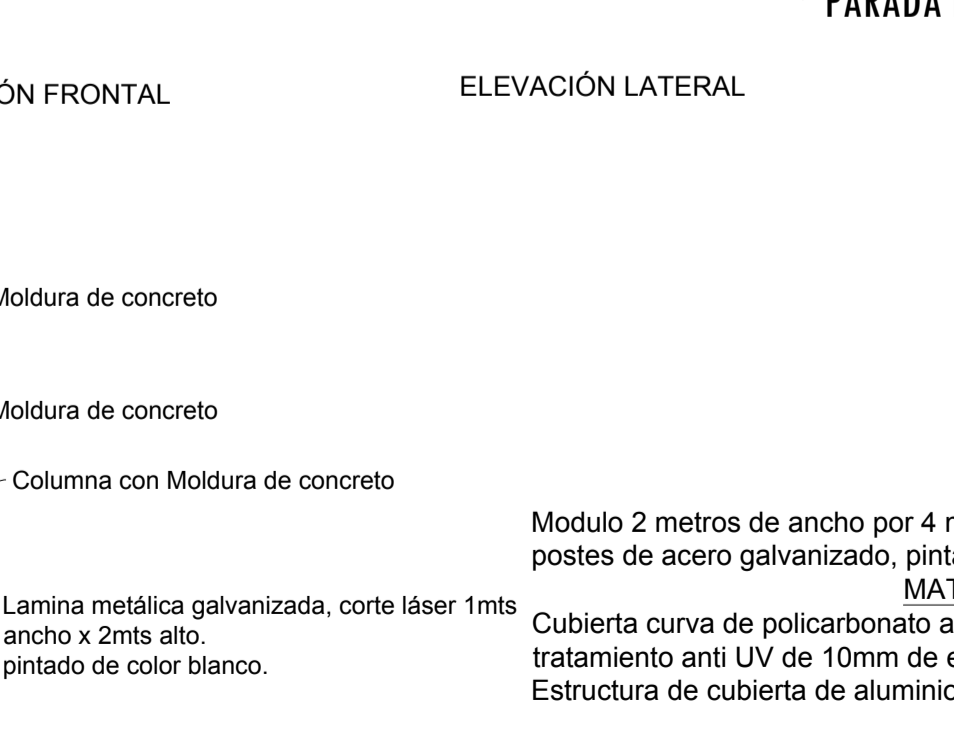 PARADA
ÓN FRONTAL
ELEVACIÓN LATERAL
Moldura de concreto
Moldura de concreto
Columna con Moldura de concreto
Lamina metálica galvanizada, corte láser 1mts
ancho x 2mts alto.
pintado de color blanco.
Modulo 2 metros de ancho por 4
postes de acero galvanizado, pint
MAT
Cubierta curva de policarbonato a
tratamiento anti UV de 10mm de e
Estructura de cubierta de aluminio